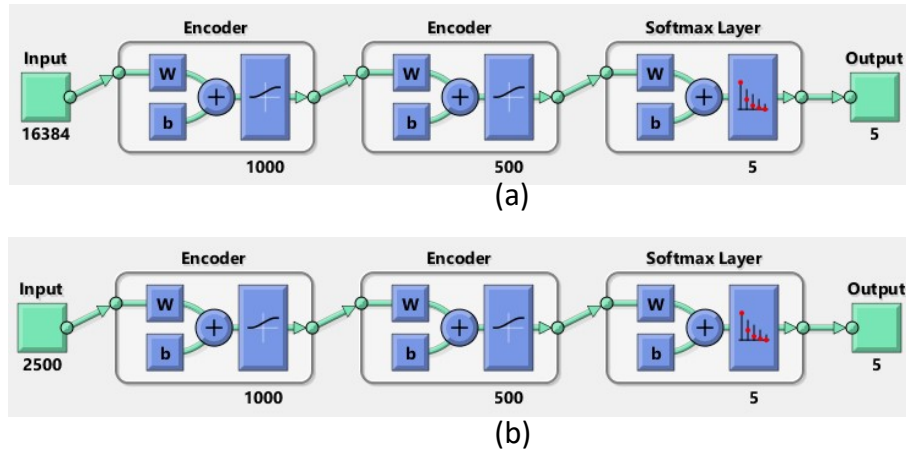 Encoder Encoder Softmax Layer
Input Output
W W W
b b b
16384 5
1000 500 5
(a)
Encoder Encoder Softmax Layer
Input Output
W W W
b b b
2500 5
1000 500 5
(b)